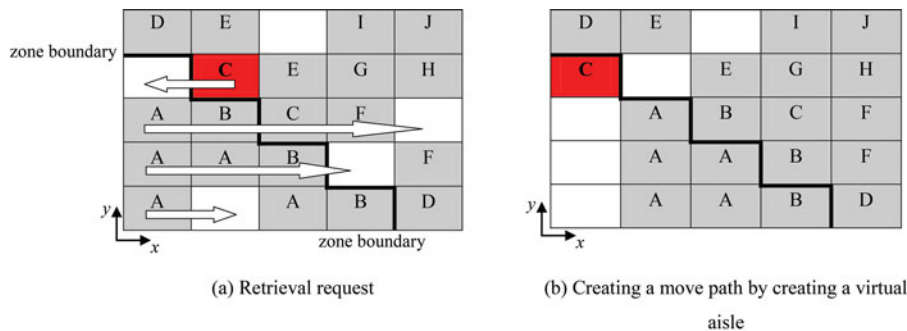 D E I J
zone boundary
C E G H
A B C F
A A B F
A A B D
y
x
zone boundary
(a) Retrieval request
D E I J
C E G H
A B C F
A A B F
A A B D
y
x
(b) Creating a move path by creating a virtual
aisle